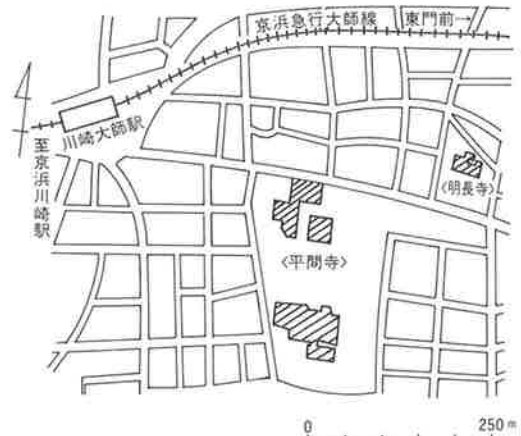 京浜急行大師線
東門前→
川崎大師駅
至京浜川崎駅
〈明長寺〉
〈平間寺〉
0 250m